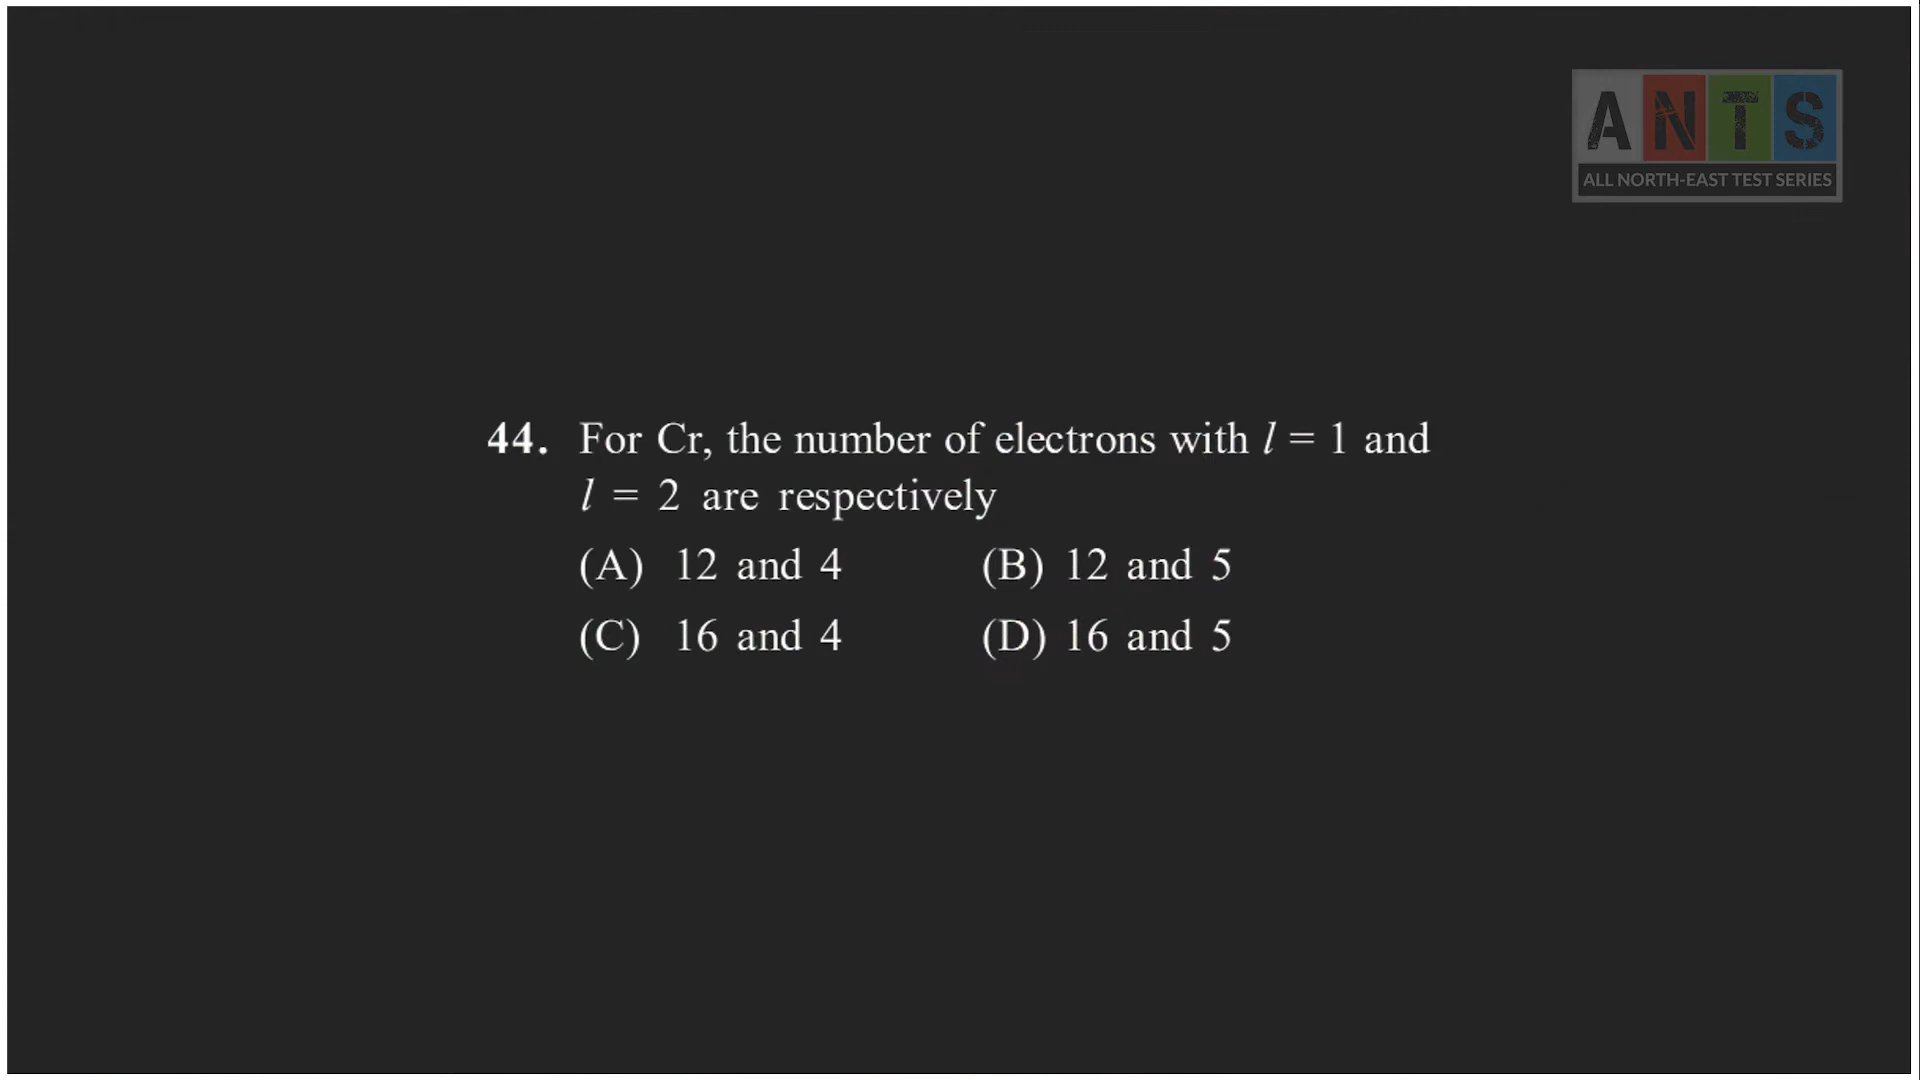 ANTS
ALL NORTH-EAST TEST SERIES
44. For Cr, the number of electrons with l = 1 and
l = 2 are respectively
(A) 12 and 4 (B) 12 and 5
(C) 16 and 4 (D) 16 and 5